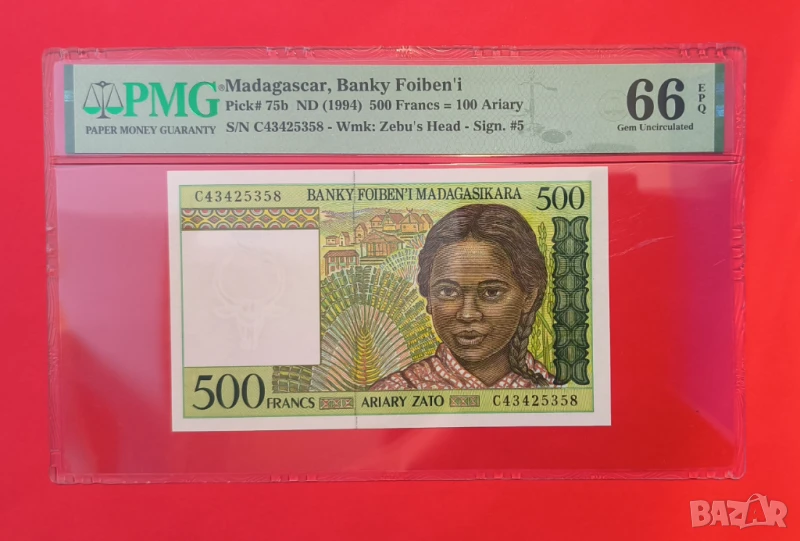 PMG® Madagascar, Banky Foiben'i
Pick# 75b ND (1994) 500 Francs = 100 Ariary
PAPER MONEY GUARANTY
S/N C43425358 - Wmk: Zebu's Head - Sign. #5
66 EPQ
Gem Uncirculated
C43425358 BANKY FOIBEN'I MADAGASIKARA 500
500 FRANCS ARIARY ZATO C43425358
BAZAR